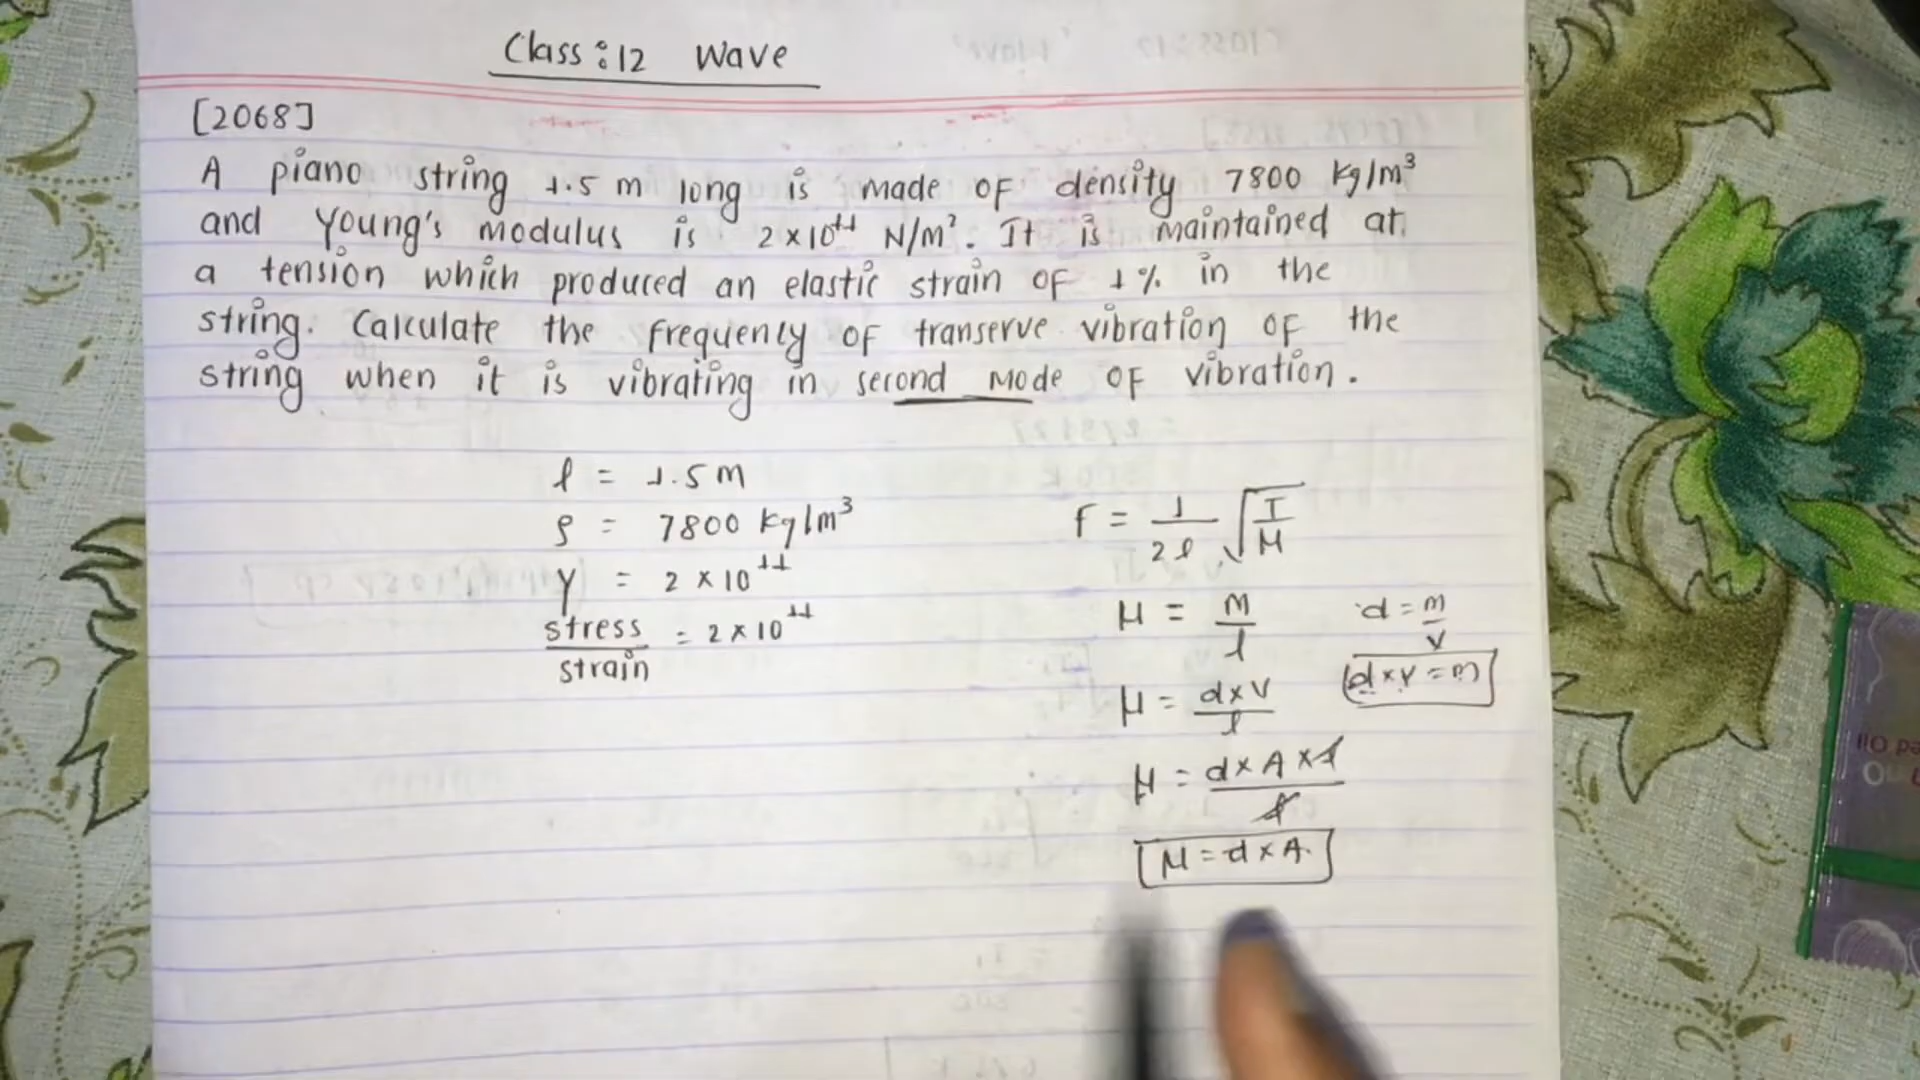 Class : 12 Wave
[2068]
A piano string 1.5 m long is made of density 7800 kg/m³
and Young's modulus is 2 × 10¹¹ N/m². It is maintained at
a tension which produced an elastic strain of 1% in the
string. Calculate the frequency of transerve vibration of the
string when it is vibrating in second mode of vibration.
l = 1.5 m
ρ = 7800 kg/m³
Y = 2 × 10¹¹
stress/strain = 2 × 10¹¹
f = 1/2l √T/μ
μ = m/l
d = m/v
μ = d×V/l
μ = d × A × l/l
μ = d × A.